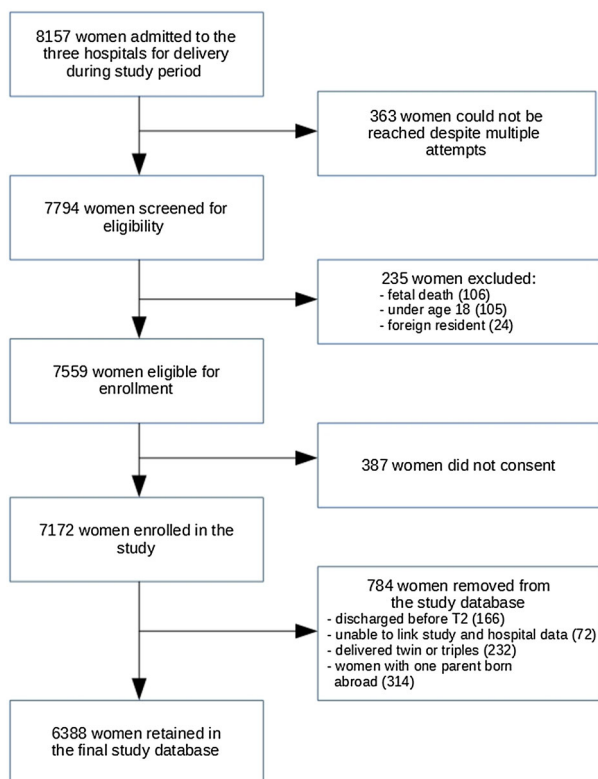 8157 women admitted to the
three hospitals for delivery
during study period
363 women could not be
reached despite multiple
attempts
7794 women screened for
eligibility
235 women excluded:
- fetal death (106)
- under age 18 (105)
- foreign resident (24)
7559 women eligible for
enrollment
387 women did not consent
7172 women enrolled in the
study
784 women removed from
the study database
- discharged before T2 (166)
- unable to link study and hospital data (72)
- delivered twin or triples (232)
- women with one parent born
abroad (314)
6388 women retained in
the final study database